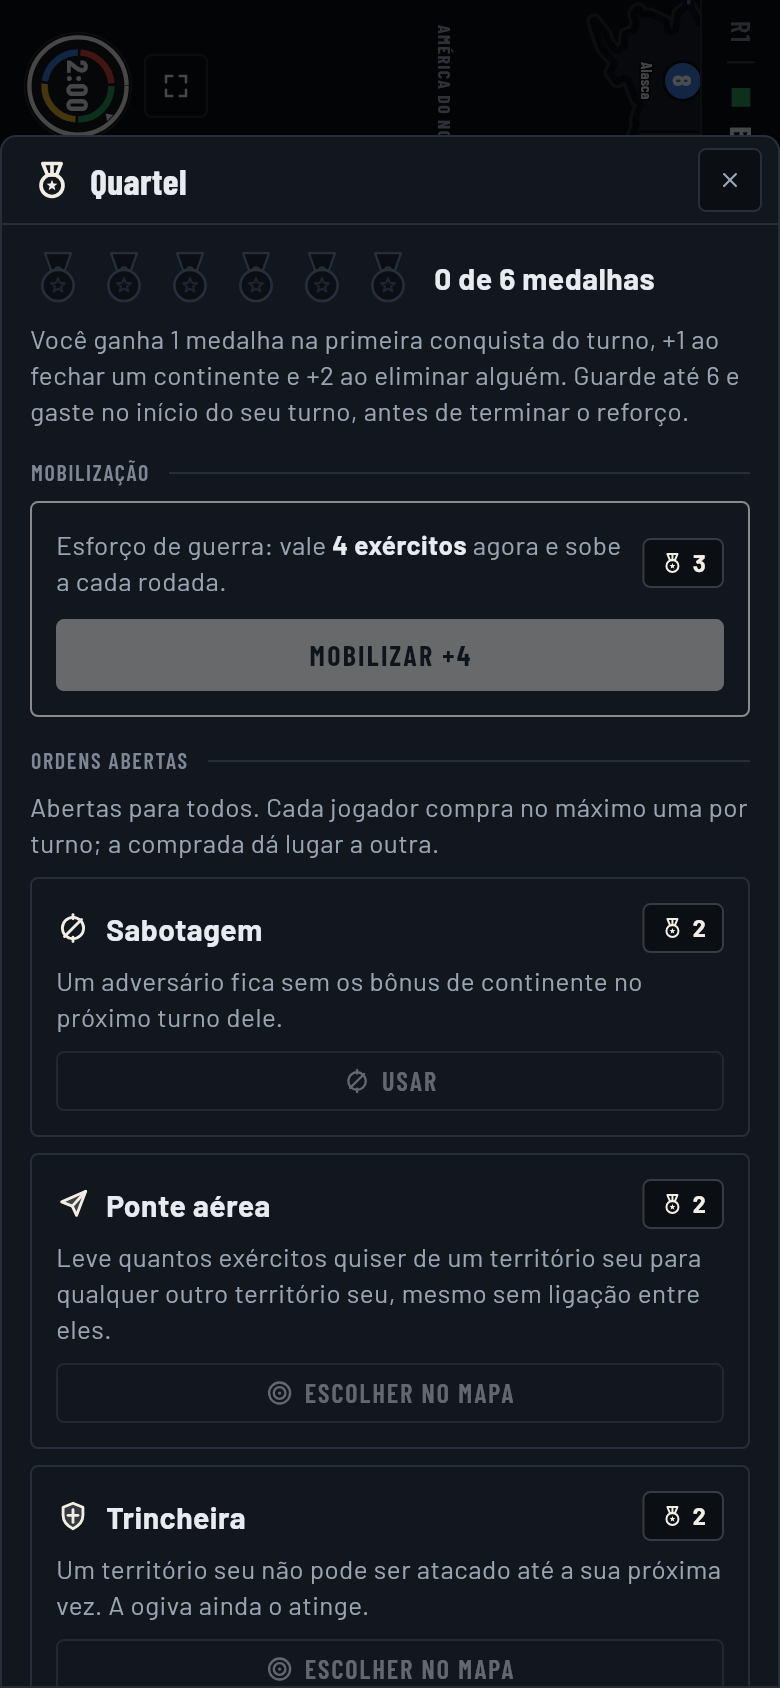 2:00
AMÉRICA DO NO
Alasca
8
R1
Quartel
0 de 6 medalhas
Você ganha 1 medalha na primeira conquista do turno, +1 ao
fechar um continente e +2 ao eliminar alguém. Guarde até 6 e
gaste no início do seu turno, antes de terminar o reforço.
MOBILIZAÇÃO
Esforço de guerra: vale 4 exércitos agora e sobe
a cada rodada.
3
MOBILIZAR +4
ORDENS ABERTAS
Abertas para todos. Cada jogador compra no máximo uma por
turno; a comprada dá lugar a outra.
Sabotagem
2
Um adversário fica sem os bônus de continente no
próximo turno dele.
USAR
Ponte aérea
2
Leve quantos exércitos quiser de um território seu para
qualquer outro território seu, mesmo sem ligação entre
eles.
ESCOLHER NO MAPA
Trincheira
2
Um território seu não pode ser atacado até a sua próxima
vez. A ogiva ainda o atinge.
ESCOLHER NO MAPA